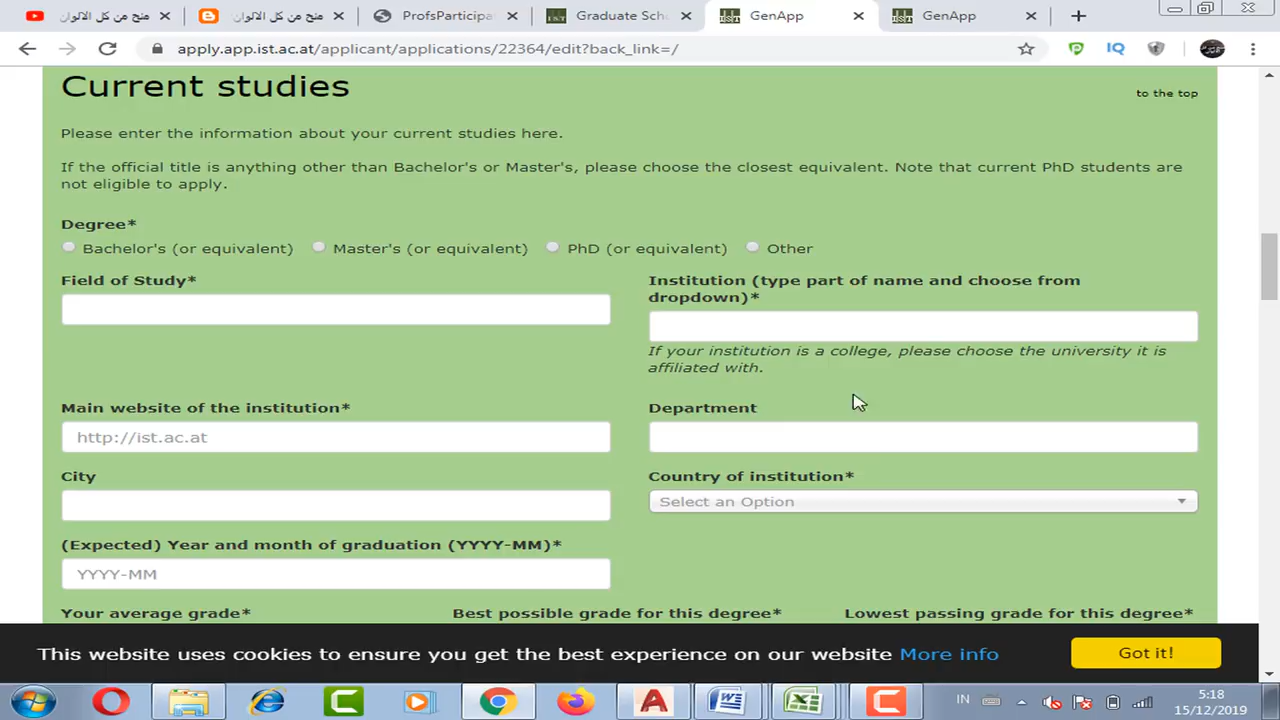 منح من كل الالوان
منح من كل الالوان
ProfsParticipa
Graduate Scho
GenApp
GenApp
apply.app.ist.ac.at/applicant/applications/22364/edit?back_link=/
IQ
Current studies
to the top
Please enter the information about your current studies here.
If the official title is anything other than Bachelor's or Master's, please choose the closest equivalent. Note that current PhD students are
not eligible to apply.
Degree*
Bachelor's (or equivalent) Master's (or equivalent) PhD (or equivalent) Other
Field of Study*
Institution (type part of name and choose from
dropdown)*
If your institution is a college, please choose the university it is
affiliated with.
Main website of the institution*
Department
http://ist.ac.at
City
Country of institution*
Select an Option
(Expected) Year and month of graduation (YYYY-MM)*
YYYY-MM
Your average grade* Best possible grade for this degree* Lowest passing grade for this degree*
This website uses cookies to ensure you get the best experience on our website More info Got it!
IN
5:18
15/12/2019